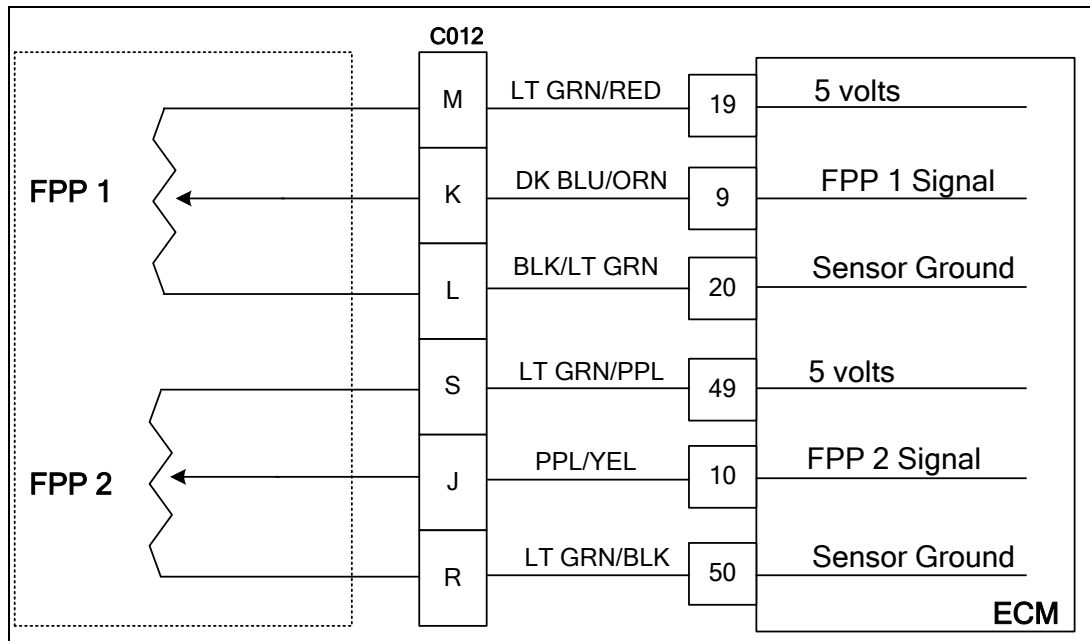 C012
M LT GRN/RED 19 5 volts
FPP 1 K DK BLU/ORN 9 FPP 1 Signal
L BLK/LT GRN 20 Sensor Ground
S LT GRN/PPL 49 5 volts
FPP 2 J PPL/YEL 10 FPP 2 Signal
R LT GRN/BLK 50 Sensor Ground
ECM